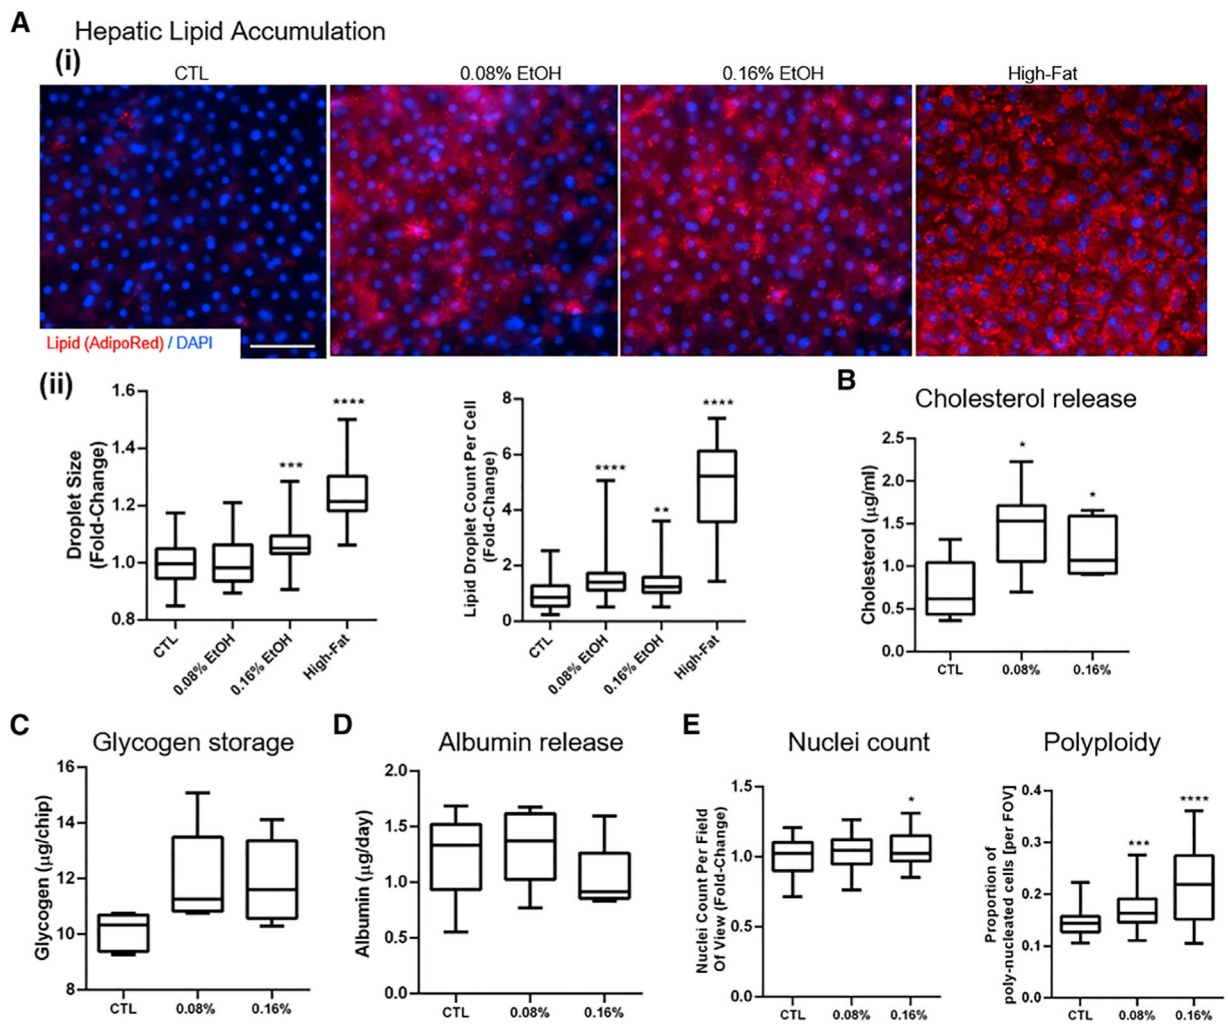 A
Hepatic Lipid Accumulation
(i)
CTL
0.08% EtOH
0.16% EtOH
High-Fat
Lipid (AdipoRed) / DAPI
(ii)
Droplet Size
(Fold-Change)
1.6
1.4
1.2
1.0
0.8
***
****
CTL
0.08% EtOH
0.16% EtOH
High-Fat
Lipid Droplet Count Per Cell
(Fold-Change)
8
6
4
2
0
****
**
****
CTL
0.08% EtOH
0.16% EtOH
High-Fat
B
Cholesterol release
Cholesterol (μg/ml)
2.5
2.0
1.5
1.0
0.5
0.0
*
*
CTL
0.08%
0.16%
C
Glycogen storage
Glycogen (μg/chip)
16
14
12
10
8
CTL
0.08%
0.16%
D
Albumin release
Albumin (μg/day)
2.0
1.5
1.0
0.5
0.0
CTL
0.08%
0.16%
E
Nuclei count
Nuclei Count Per Field
Of View (Fold-Change)
1.5
1.0
0.5
0.0
*
CTL
0.08%
0.16%
Polyploidy
Proportion of
poly-nucleated cells [per FOV]
0.4
0.3
0.2
0.1
0.0
***
****
CTL
0.08%
0.16%